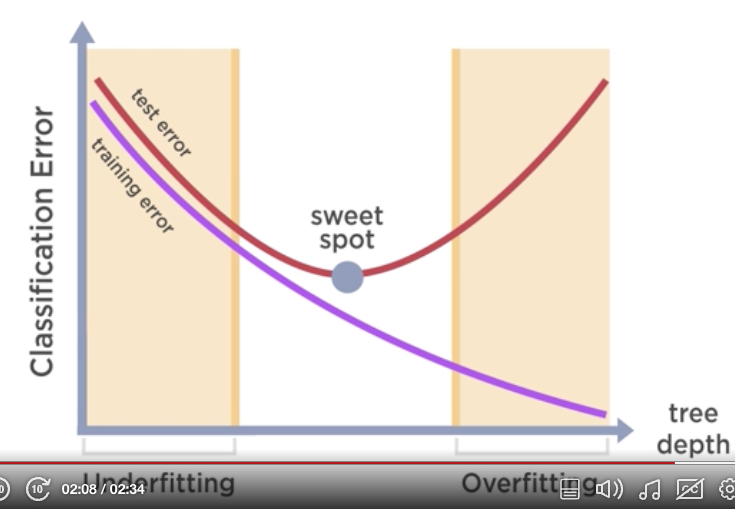 test error
training error
Classification Error
sweet
spot
tree
depth
Underfitting
Overfitting
10
02:08 / 02:34